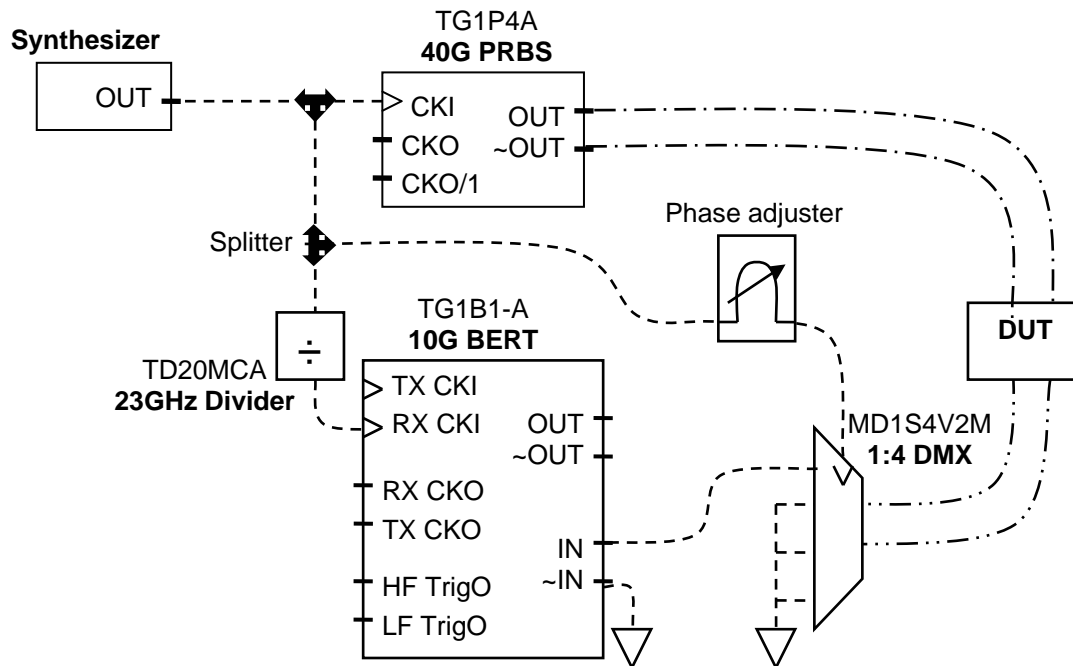 TG1P4A
40G PRBS
Synthesizer
OUT
CKI
CKO
CKO/1
OUT
~OUT
Splitter
Phase adjuster
TD20MCA
23GHz Divider
÷
TG1B1-A
10G BERT
TX CKI
RX CKI
RX CKO
TX CKO
HF TrigO
LF TrigO
OUT
~OUT
IN
~IN
DUT
MD1S4V2M
1:4 DMX